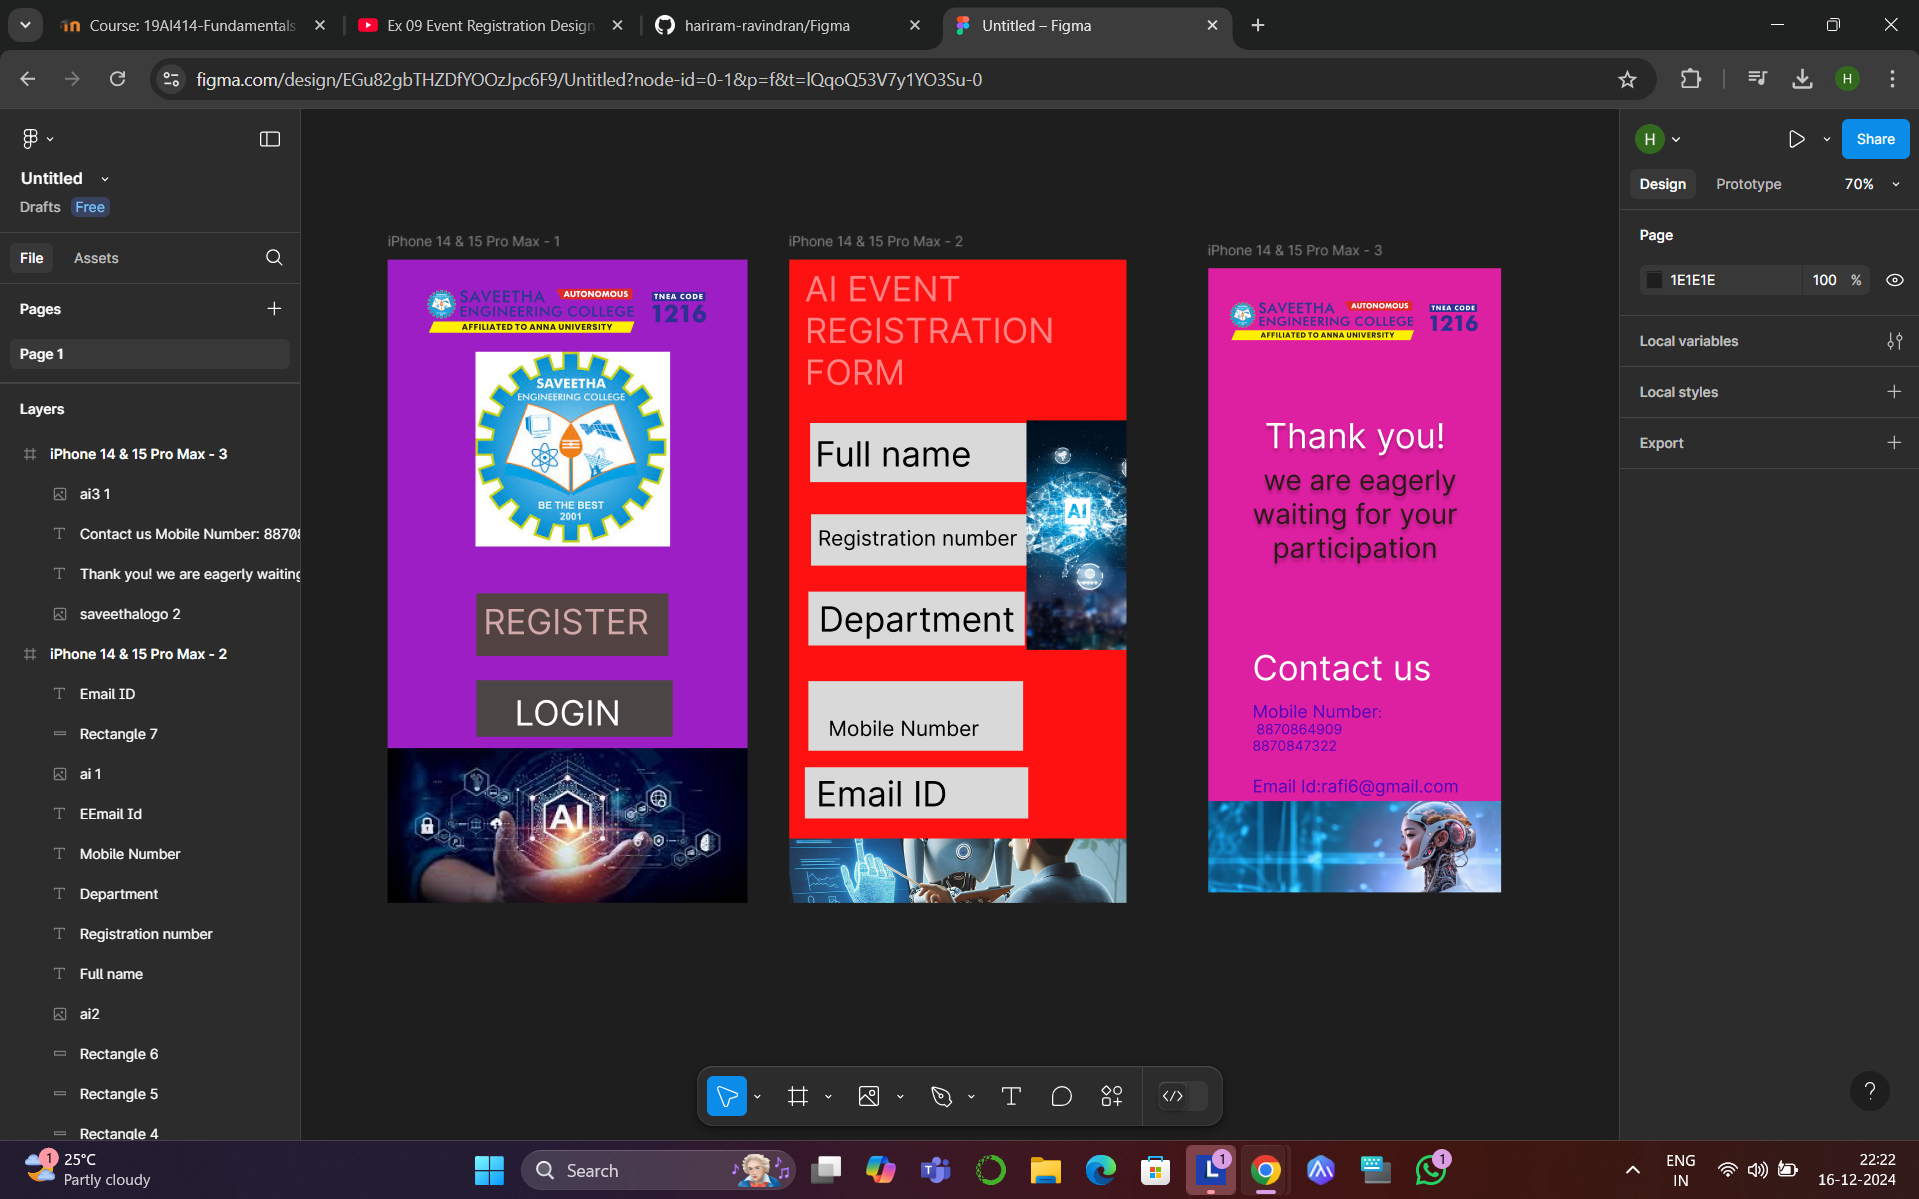 Course: 19AI414-Fundamentals
Ex 09 Event Registration Design
hariram-ravindran/Figma
Untitled – Figma
figma.com/design/EGu82gbTHZDfYOOzJpc6F9/Untitled?node-id=0-1&p=f&t=lQqoQ53V7y1YO3Su-0
H
Untitled
Drafts Free
File Assets
Pages
Page 1
Layers
iPhone 14 & 15 Pro Max - 3
ai3 1
Contact us Mobile Number: 8870
Thank you! we are eagerly waiting
saveethalogo 2
iPhone 14 & 15 Pro Max - 2
Email ID
Rectangle 7
ai 1
EEmail Id
Mobile Number
Department
Registration number
Full name
ai2
Rectangle 6
Rectangle 5
Rectangle 4
iPhone 14 & 15 Pro Max - 1
SAVEETHA AUTONOMOUS
ENGINEERING COLLEGE
AFFILIATED TO ANNA UNIVERSITY
TNEA CODE
1216
SAVEETHA
ENGINEERING COLLEGE
BE THE BEST
2001
REGISTER
LOGIN
AI
iPhone 14 & 15 Pro Max - 2
AI EVENT
REGISTRATION
FORM
Full name
Registration number
Department
Mobile Number
Email ID
AI
iPhone 14 & 15 Pro Max - 3
SAVEETHA AUTONOMOUS
ENGINEERING COLLEGE
AFFILIATED TO ANNA UNIVERSITY
TNEA CODE
1216
Thank you!
we are eagerly
waiting for your
participation
Contact us
Mobile Number:
8870864909
8870847322
Email Id:rafi6@gmail.com
H
Share
Design Prototype 70%
Page
1E1E1E 100 %
Local variables
Local styles
Export
?
1
25°C
Partly cloudy
Search
L
1
1
ENG
IN
22:22
16-12-2024